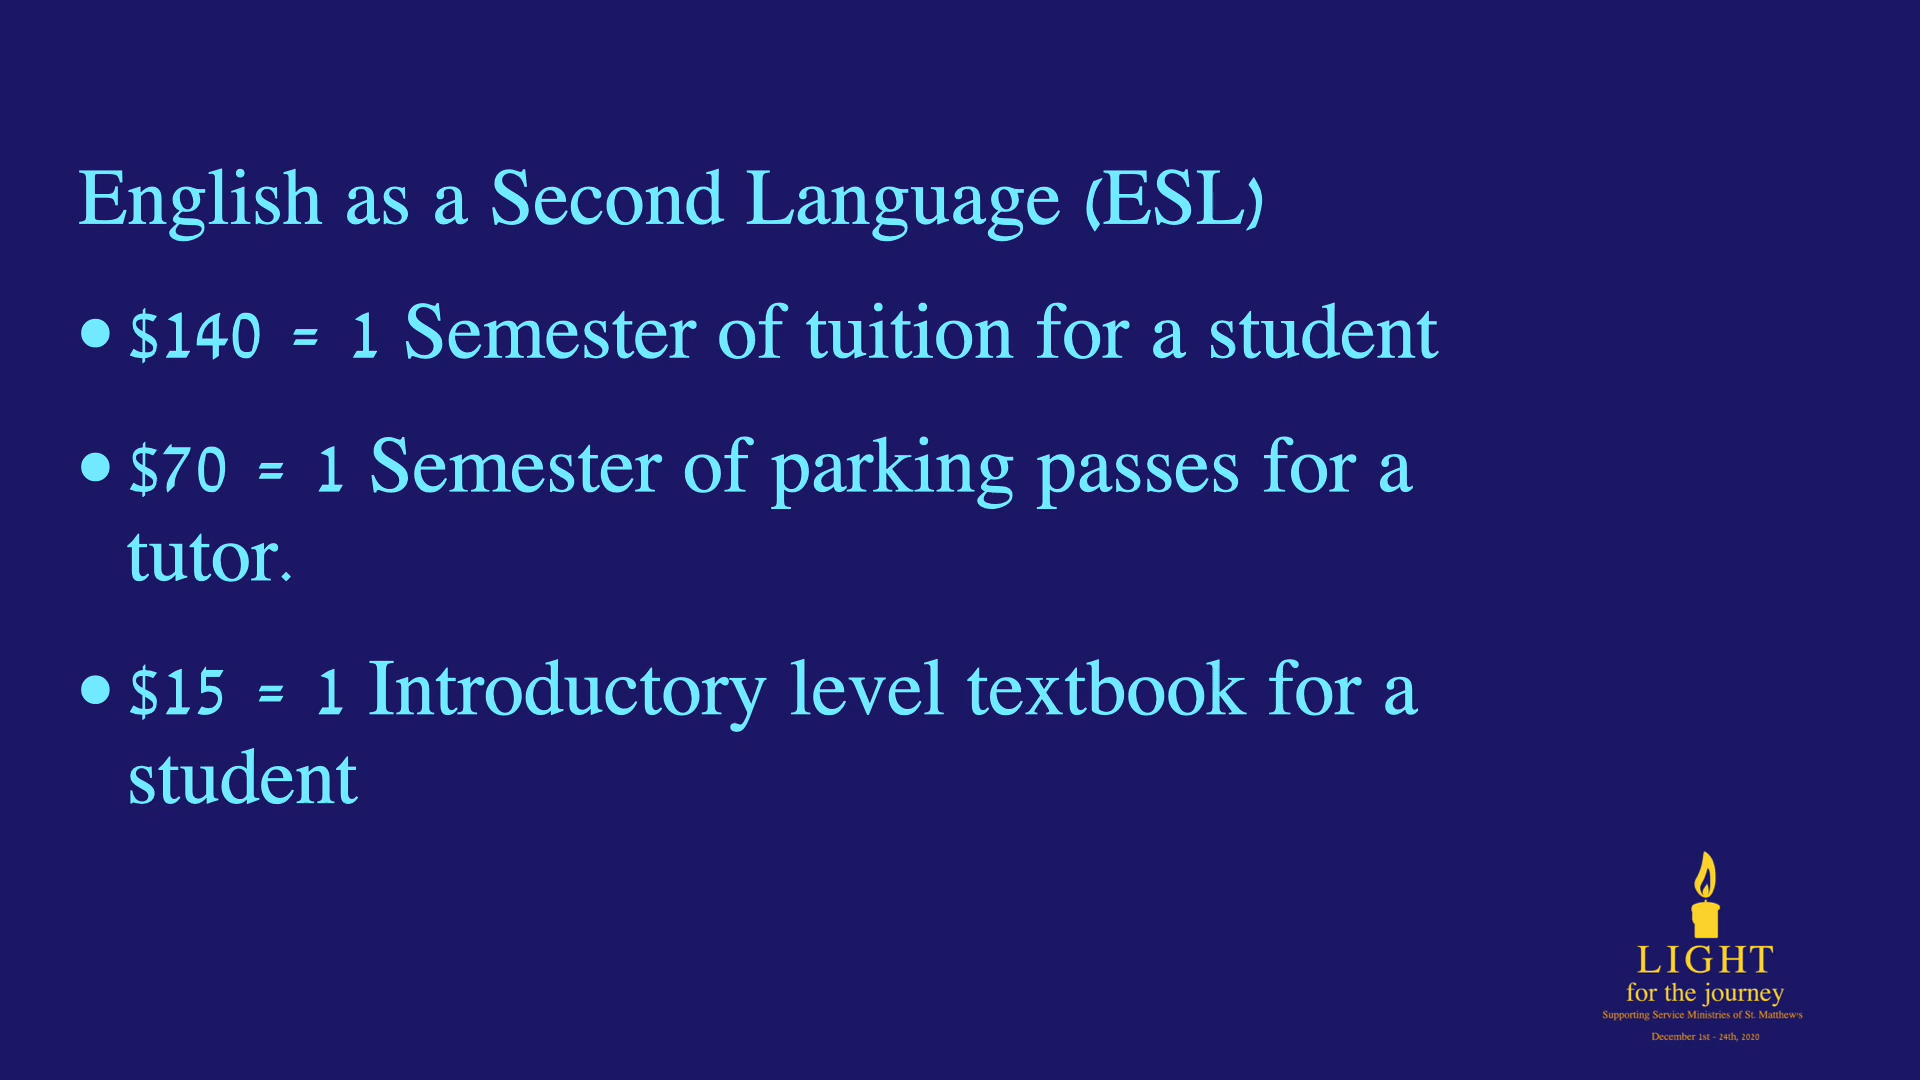 English as a Second Language (ESL)
• $140 = 1 Semester of tuition for a student
• $70 = 1 Semester of parking passes for a
tutor.
• $15 = 1 Introductory level textbook for a
student
LIGHT
for the journey
Supporting Service Ministries of St. Matthew's
December 1st - 24th, 2020